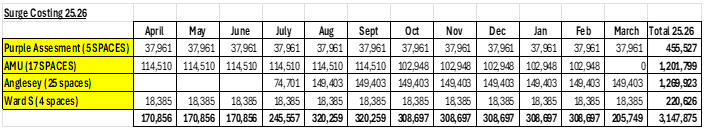 Surge Costing 25.26
April May June July Aug Sept Oct Nov Dec Jan Feb March Total 25.26
Purple Assesment (5 SPACES) 37,961 37,961 37,961 37,961 37,961 37,961 37,961 37,961 37,961 37,961 37,961 37,961 455,527
AMU (17 SPACES) 114,510 114,510 114,510 114,510 114,510 114,510 102,948 102,948 102,948 102,948 102,948 0 1,201,799
Anglesey (25 spaces) 74,701 149,403 149,403 149,403 149,403 149,403 149,403 149,403 149,403 1,269,923
Ward S (4 spaces) 18,385 18,385 18,385 18,385 18,385 18,385 18,385 18,385 18,385 18,385 18,385 18,385 220,626
170,856 170,856 170,856 245,557 320,259 320,259 308,697 308,697 308,697 308,697 308,697 205,749 3,147,875